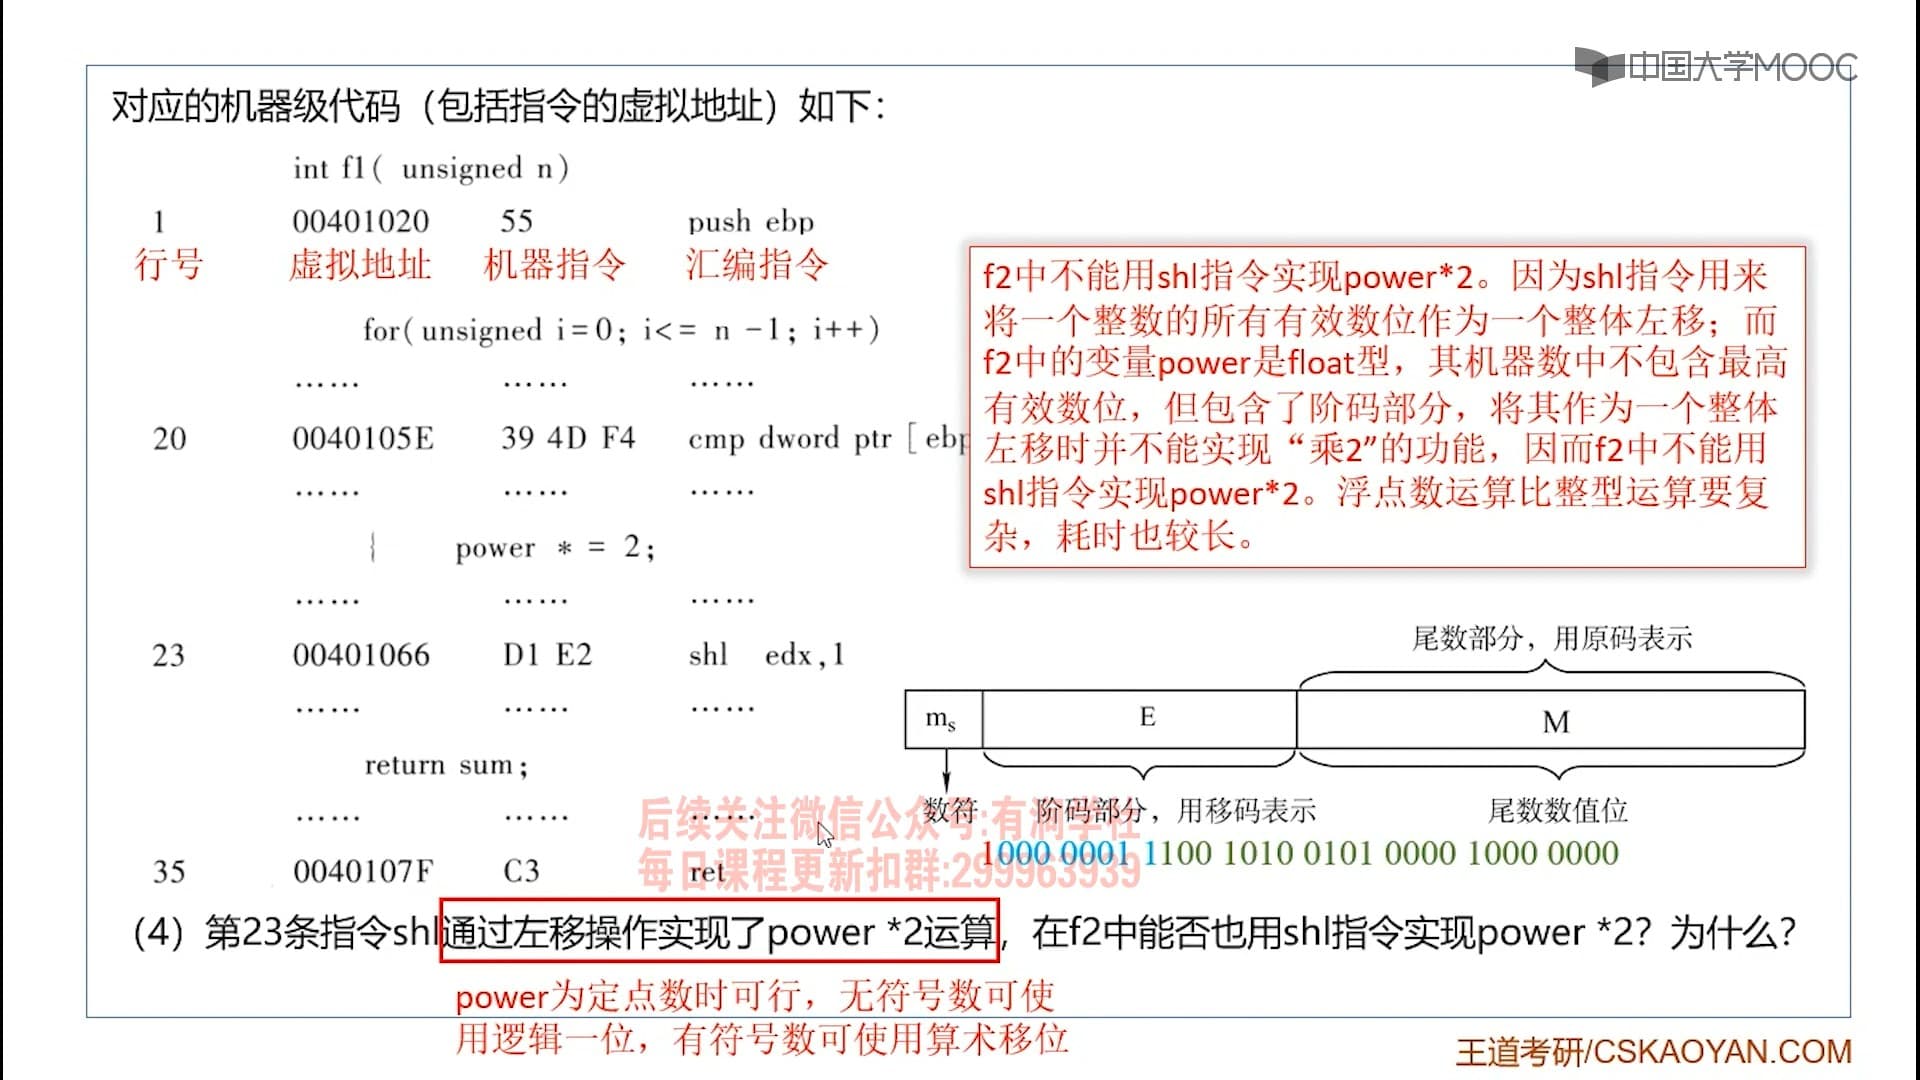 中国大学MOOC
对应的机器级代码（包括指令的虚拟地址）如下：
int f1( unsigned n)
1 00401020 55 push ebp
行号 虚拟地址 机器指令 汇编指令
for(unsigned i=0; i<= n -1; i++)
…… …… ……
20 0040105E 39 4D F4 cmp dword ptr [ebp
…… …… ……
{ power * = 2;
…… …… ……
23 00401066 D1 E2 shl edx,1
…… …… ……
return sum;
…… …… ……
35 0040107F C3 ret
f2中不能用shl指令实现power*2。因为shl指令用来
将一个整数的所有有效数位作为一个整体左移；而
f2中的变量power是float型，其机器数中不包含最高
有效数位，但包含了阶码部分，将其作为一个整体
左移时并不能实现“乘2”的功能，因而f2中不能用
shl指令实现power*2。浮点数运算比整型运算要复
杂，耗时也较长。
尾数部分，用原码表示
ms E M
数符 阶码部分，用移码表示 尾数数值位
1000 0001 1100 1010 0101 0000 1000 0000
后续关注微信公众号:有润学社
每日课程更新扣群:299963939
（4）第23条指令shl通过左移操作实现了power *2运算，在f2中能否也用shl指令实现power *2？为什么？
power为定点数时可行，无符号数可使
用逻辑一位，有符号数可使用算术移位
王道考研/CSKAOYAN.COM